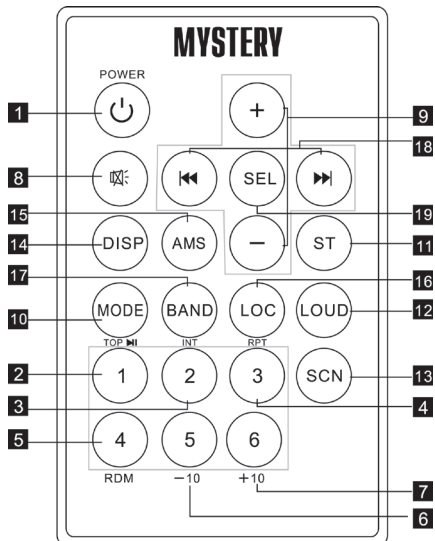 MYSTERY
POWER
1
+
9
18
8
SEL
15
19
14
DISP
AMS
−
ST
11
17
16
10
MODE
BAND
LOC
LOUD
12
TOP ⏯
INT
RPT
2
1
2
3
SCN
13
3
4
5
4
5
6
RDM
−10
+10
7
6